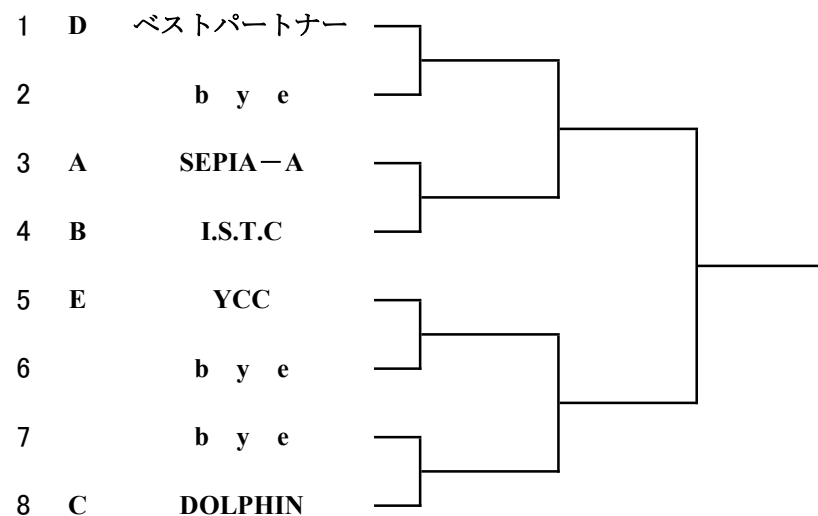 1 D ベストパートナー
2 b y e
3 A SEPIA－A
4 B I.S.T.C
5 E YCC
6 b y e
7 b y e
8 C DOLPHIN